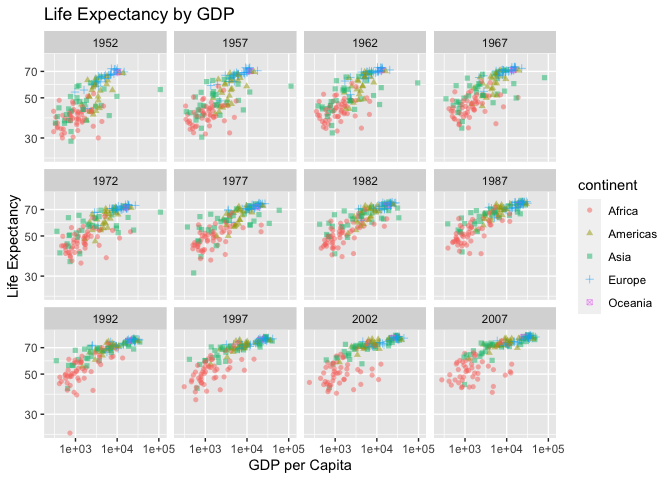 Life Expectancy by GDP
1952 1957 1962 1967
70
50
30
1972 1977 1982 1987
70
50
30
1992 1997 2002 2007
70
50
30
1e+03 1e+04 1e+05 1e+03 1e+04 1e+05 1e+03 1e+04 1e+05 1e+03 1e+04 1e+05
GDP per Capita
Life Expectancy
continent
Africa
Americas
Asia
Europe
Oceania